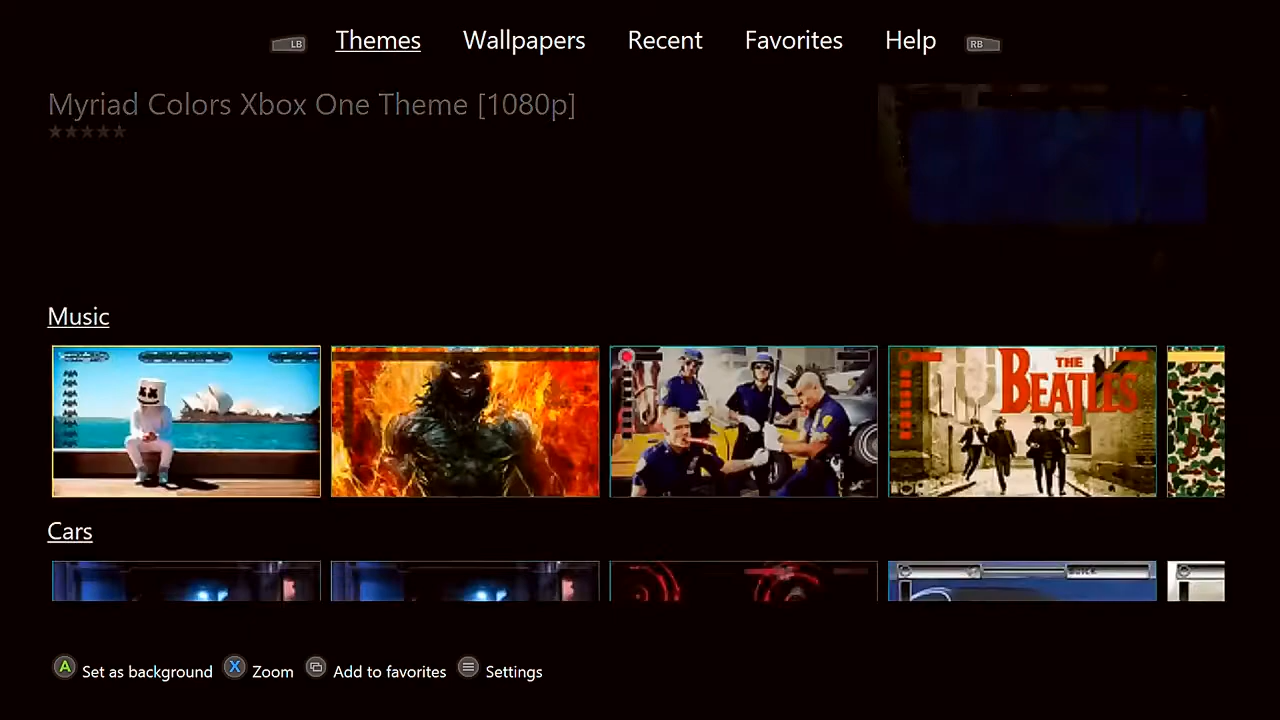 LB Themes Wallpapers Recent Favorites Help RB
Myriad Colors Xbox One Theme [1080p]
Music
THE
BEATLES
Cars
A Set as background X Zoom Add to favorites Settings